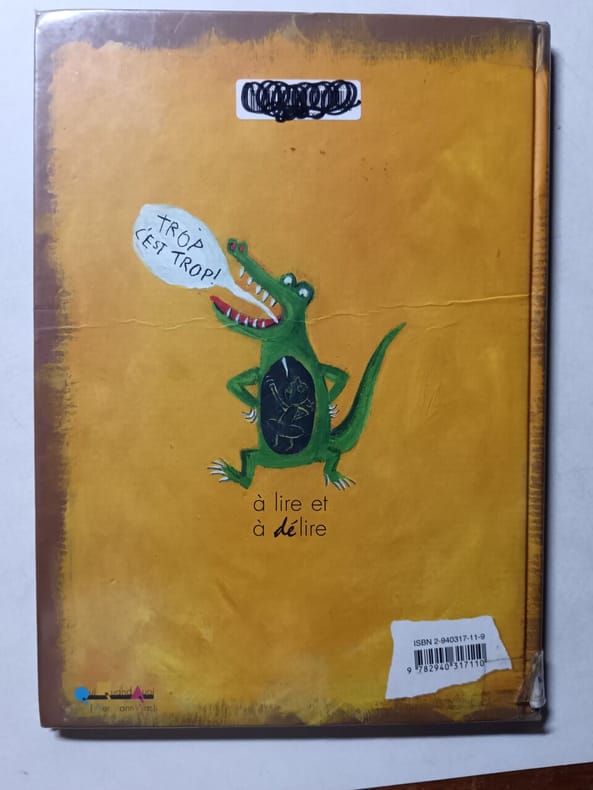 TROP
C'EST TROP!
à lire et
à délire
ISBN 2-940317-11-9
9 782940 317110